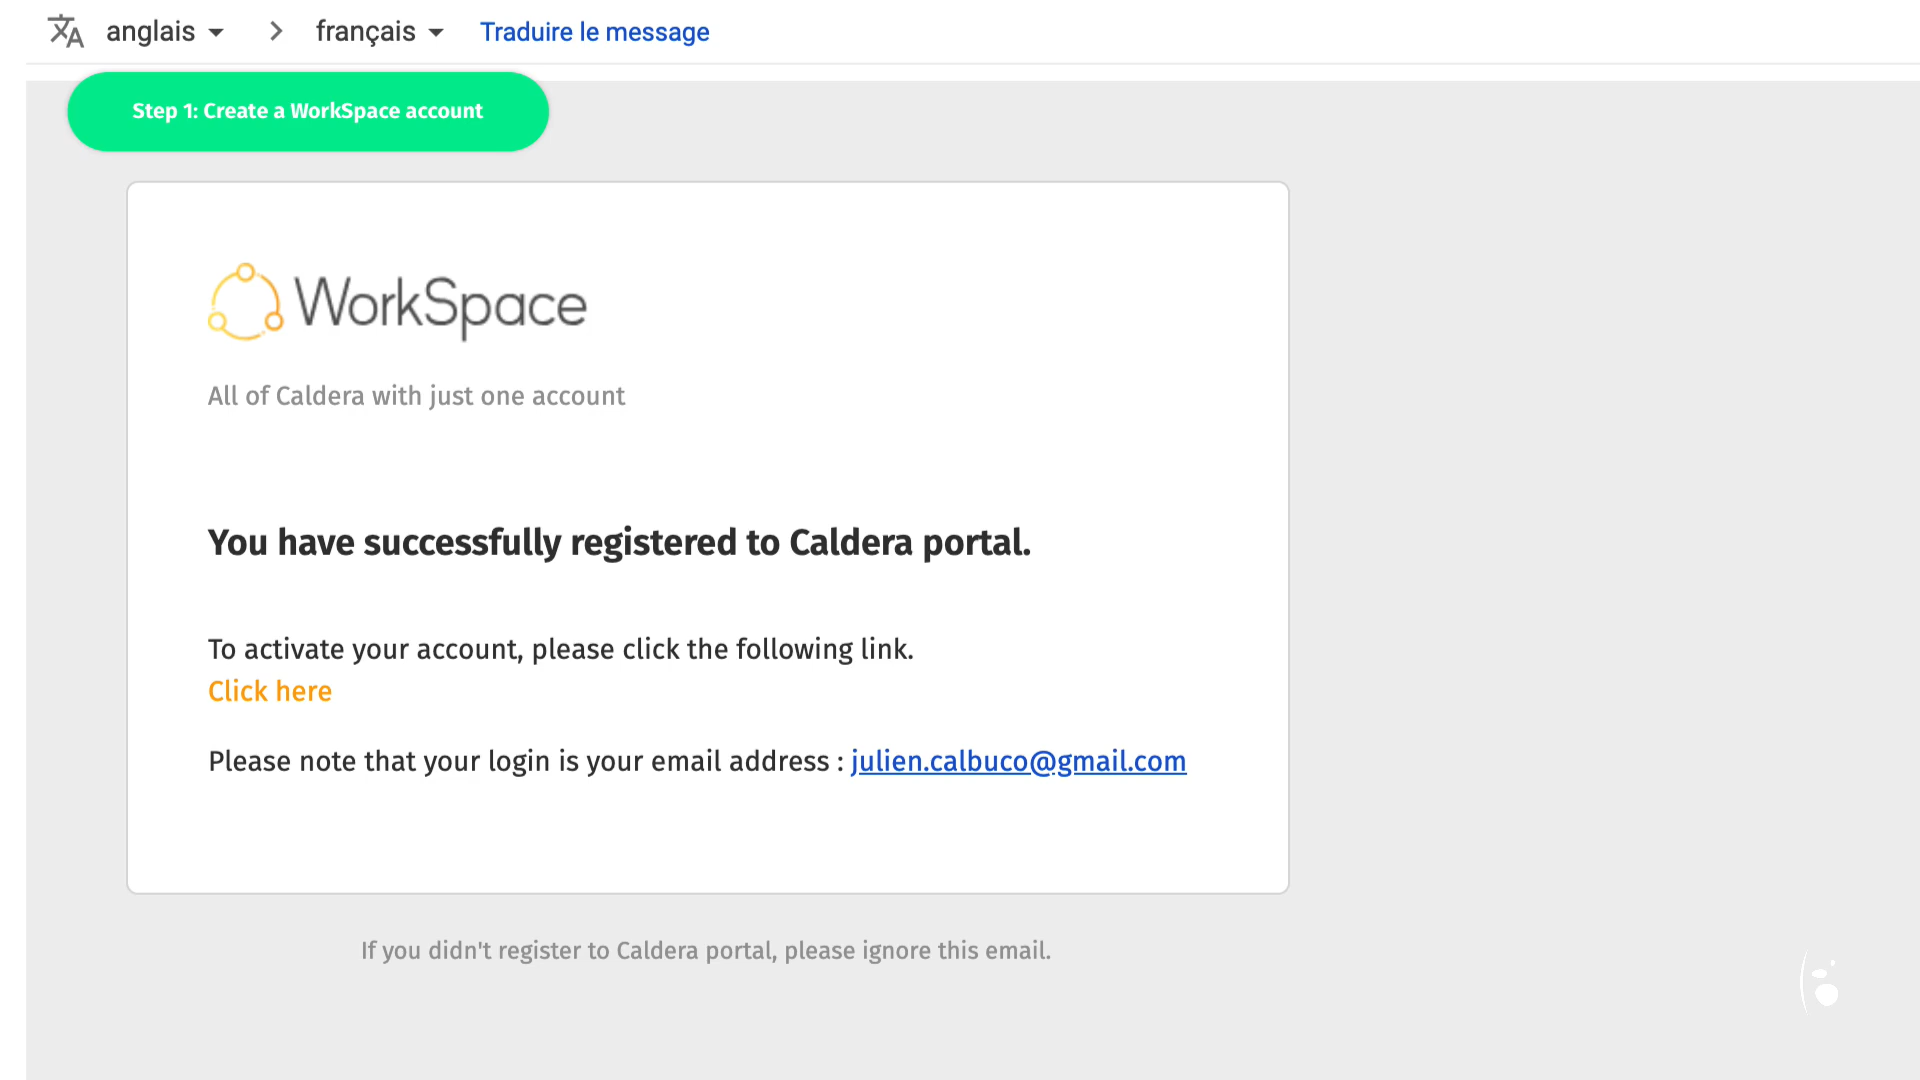 anglais français Traduire le message
Step 1: Create a WorkSpace account
WorkSpace
All of Caldera with just one account
You have successfully registered to Caldera portal.
To activate your account, please click the following link.
Click here
Please note that your login is your email address : julien.calbuco@gmail.com
If you didn't register to Caldera portal, please ignore this email.